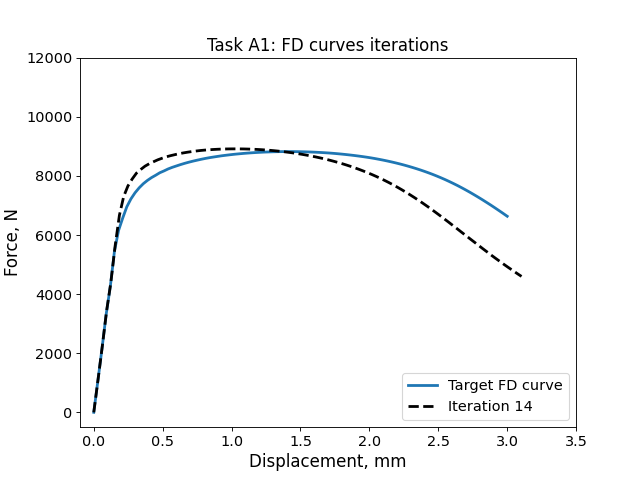 Task A1: FD curves iterations
12000
10000
8000
6000
4000
2000
0
Force, N
0.0 0.5 1.0 1.5 2.0 2.5 3.0 3.5
Displacement, mm
Target FD curve
Iteration 14